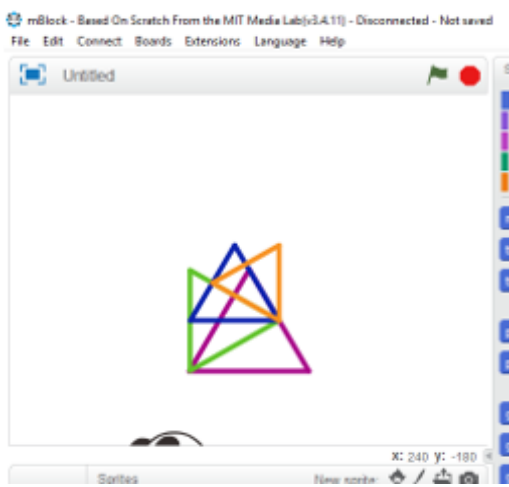 mBlock - Based On Scratch From the MIT Media Lab(v3.4.11) - Disconnected - Not saved
File Edit Connect Boards Extensions Language Help
Untitled
X: 240 y: -180
Sprites New sprite: